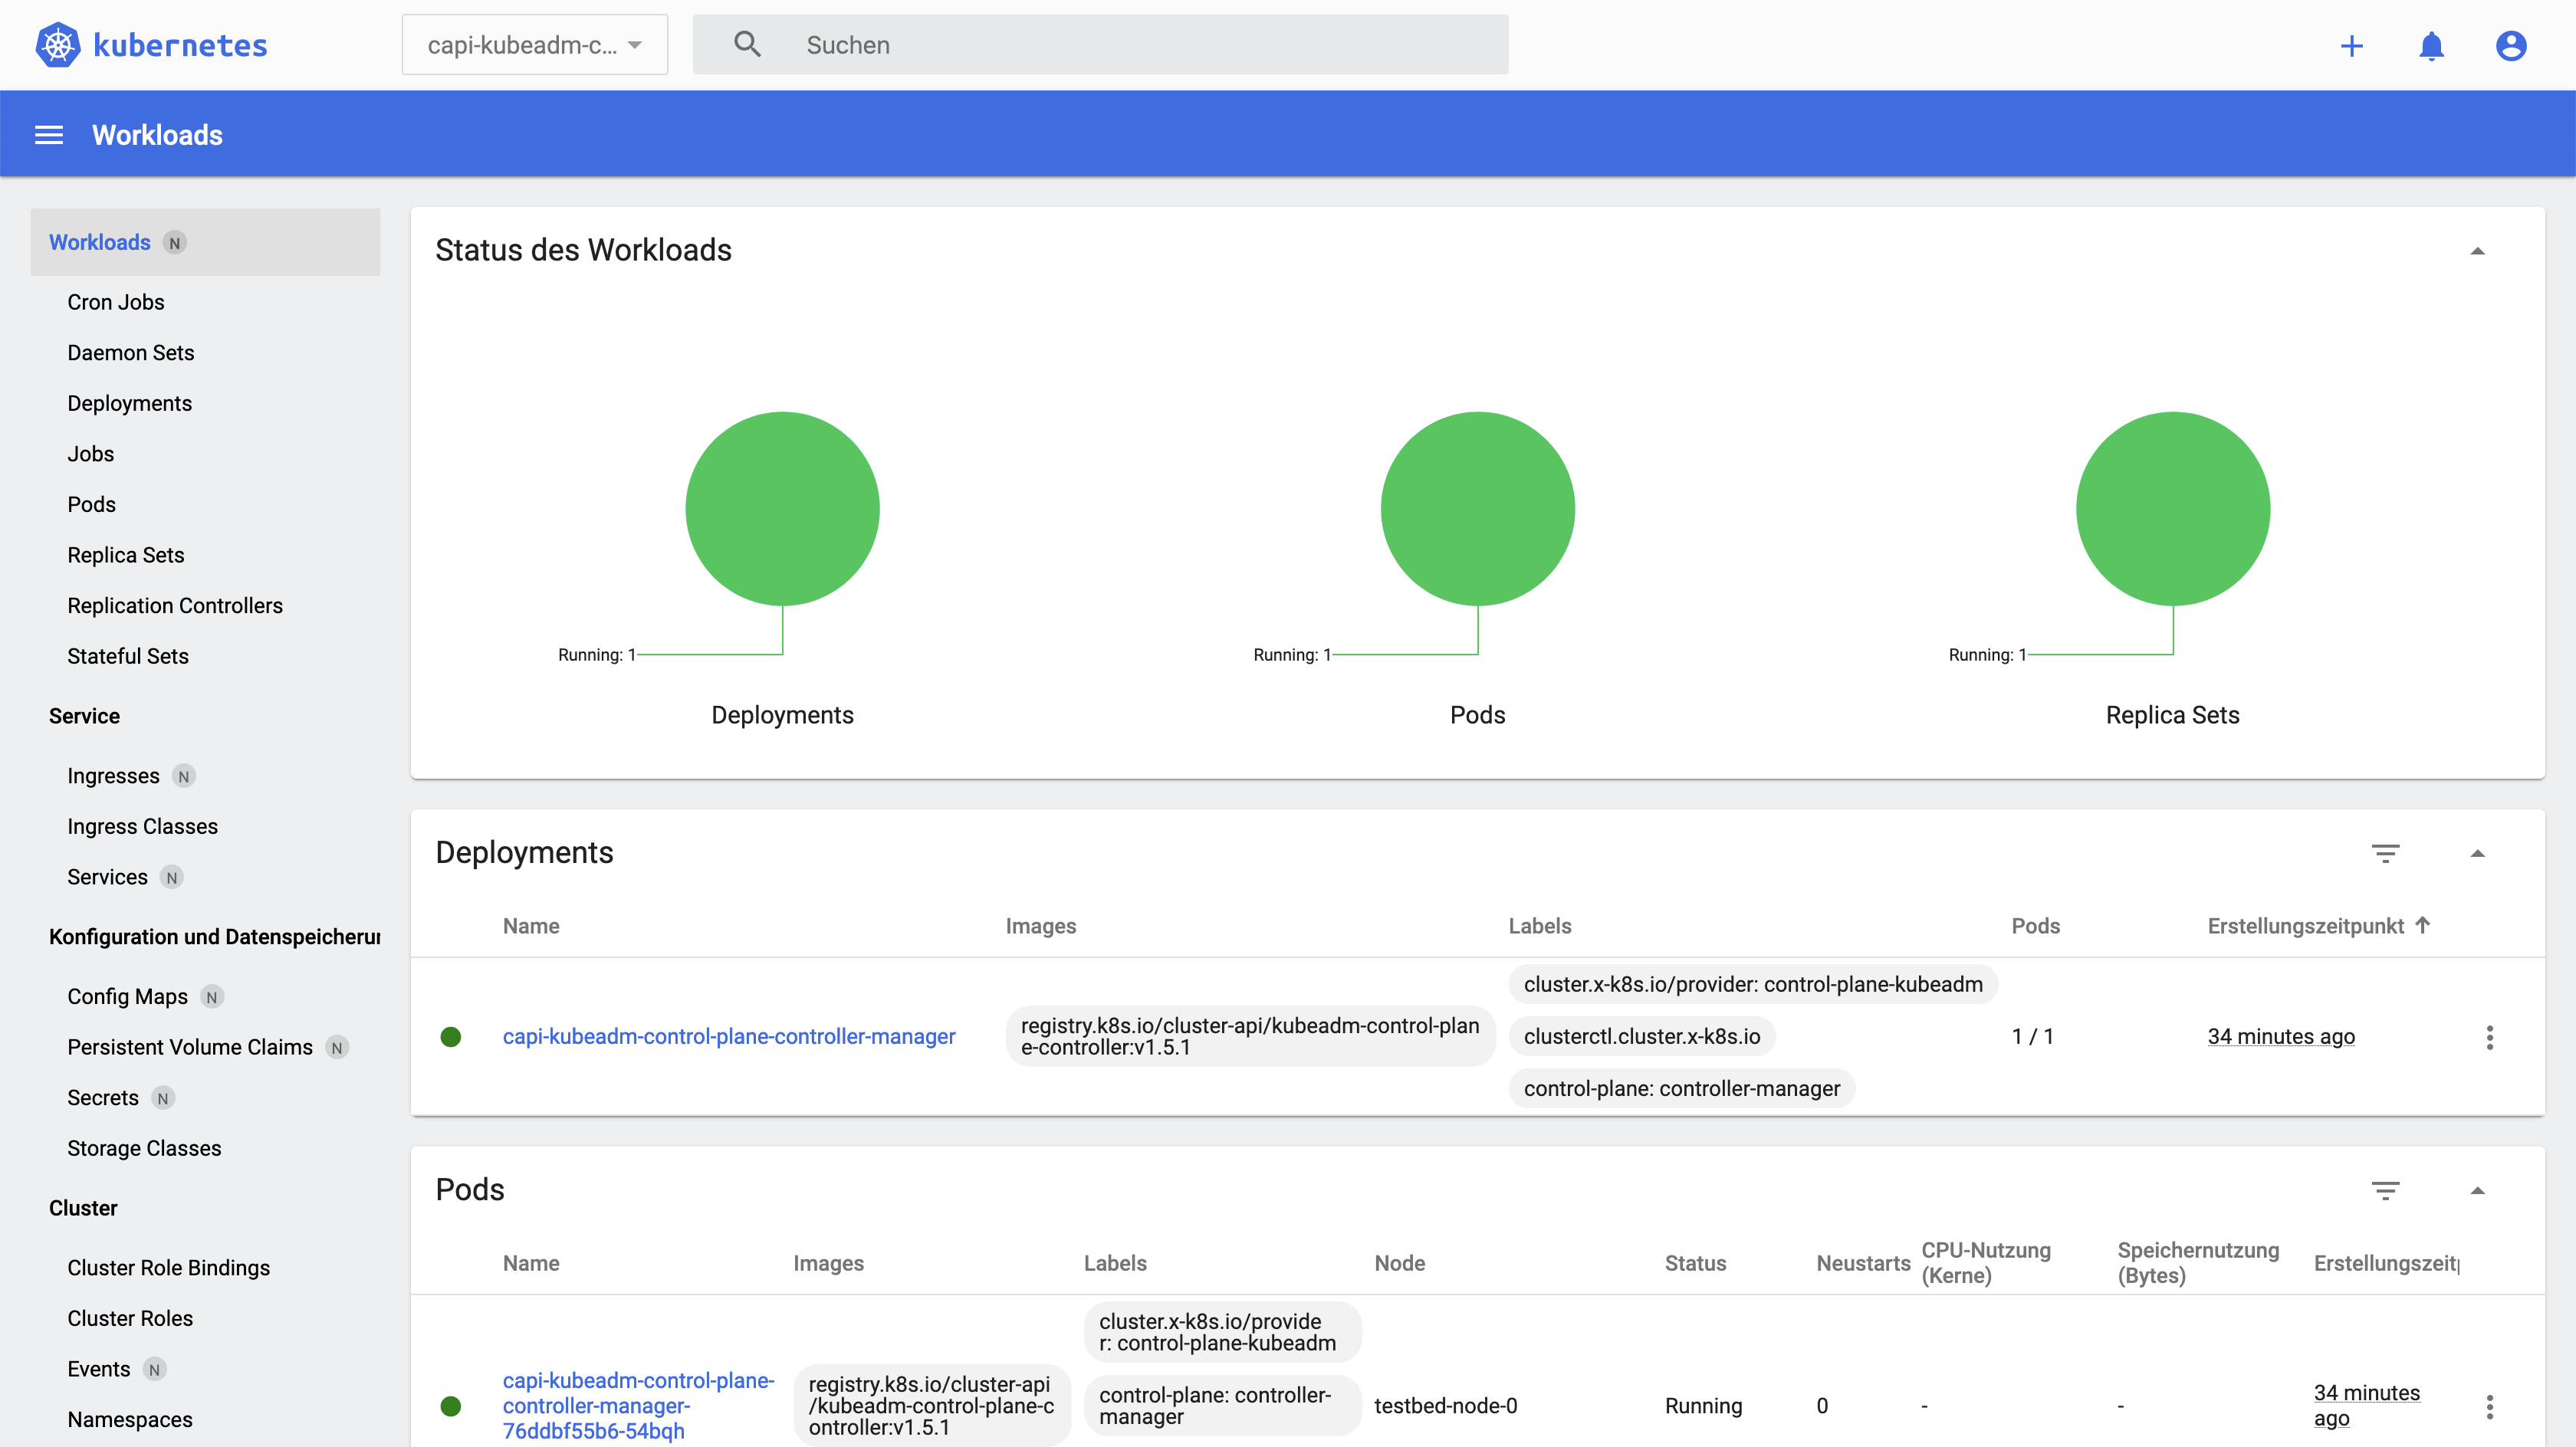 kubernetes
capi-kubeadm-c...
Suchen
Workloads
Workloads N
Cron Jobs
Daemon Sets
Deployments
Jobs
Pods
Replica Sets
Replication Controllers
Stateful Sets
Service
Ingresses N
Ingress Classes
Services N
Konfiguration und Datenspeicherur
Config Maps N
Persistent Volume Claims N
Secrets N
Storage Classes
Cluster
Cluster Role Bindings
Cluster Roles
Events N
Namespaces
Status des Workloads
Running: 1
Deployments
Running: 1
Pods
Running: 1
Replica Sets
Deployments
Name Images Labels Pods Erstellungszeitpunkt
capi-kubeadm-control-plane-controller-manager
registry.k8s.io/cluster-api/kubeadm-control-plan
e-controller:v1.5.1
cluster.x-k8s.io/provider: control-plane-kubeadm
clusterctl.cluster.x-k8s.io
control-plane: controller-manager
1 / 1
34 minutes ago
Pods
Name Images Labels Node Status Neustarts
CPU-Nutzung
(Kerne)
Speichernutzung
(Bytes)
Erstellungszeitp
capi-kubeadm-control-plane-
controller-manager-
76ddbf55b6-54bqh
registry.k8s.io/cluster-api
/kubeadm-control-plane-c
ontroller:v1.5.1
cluster.x-k8s.io/provide
r: control-plane-kubeadm
control-plane: controller-
manager
testbed-node-0
Running
0
-
-
34 minutes
ago